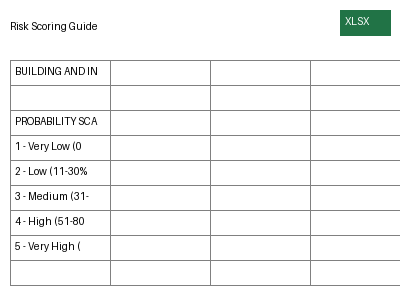 Risk Scoring Guide
XLSX
BUILDING AND IN
PROBABILITY SCA
1 - Very Low (0
2 - Low (11-30%
3 - Medium (31-
4 - High (51-80
5 - Very High (